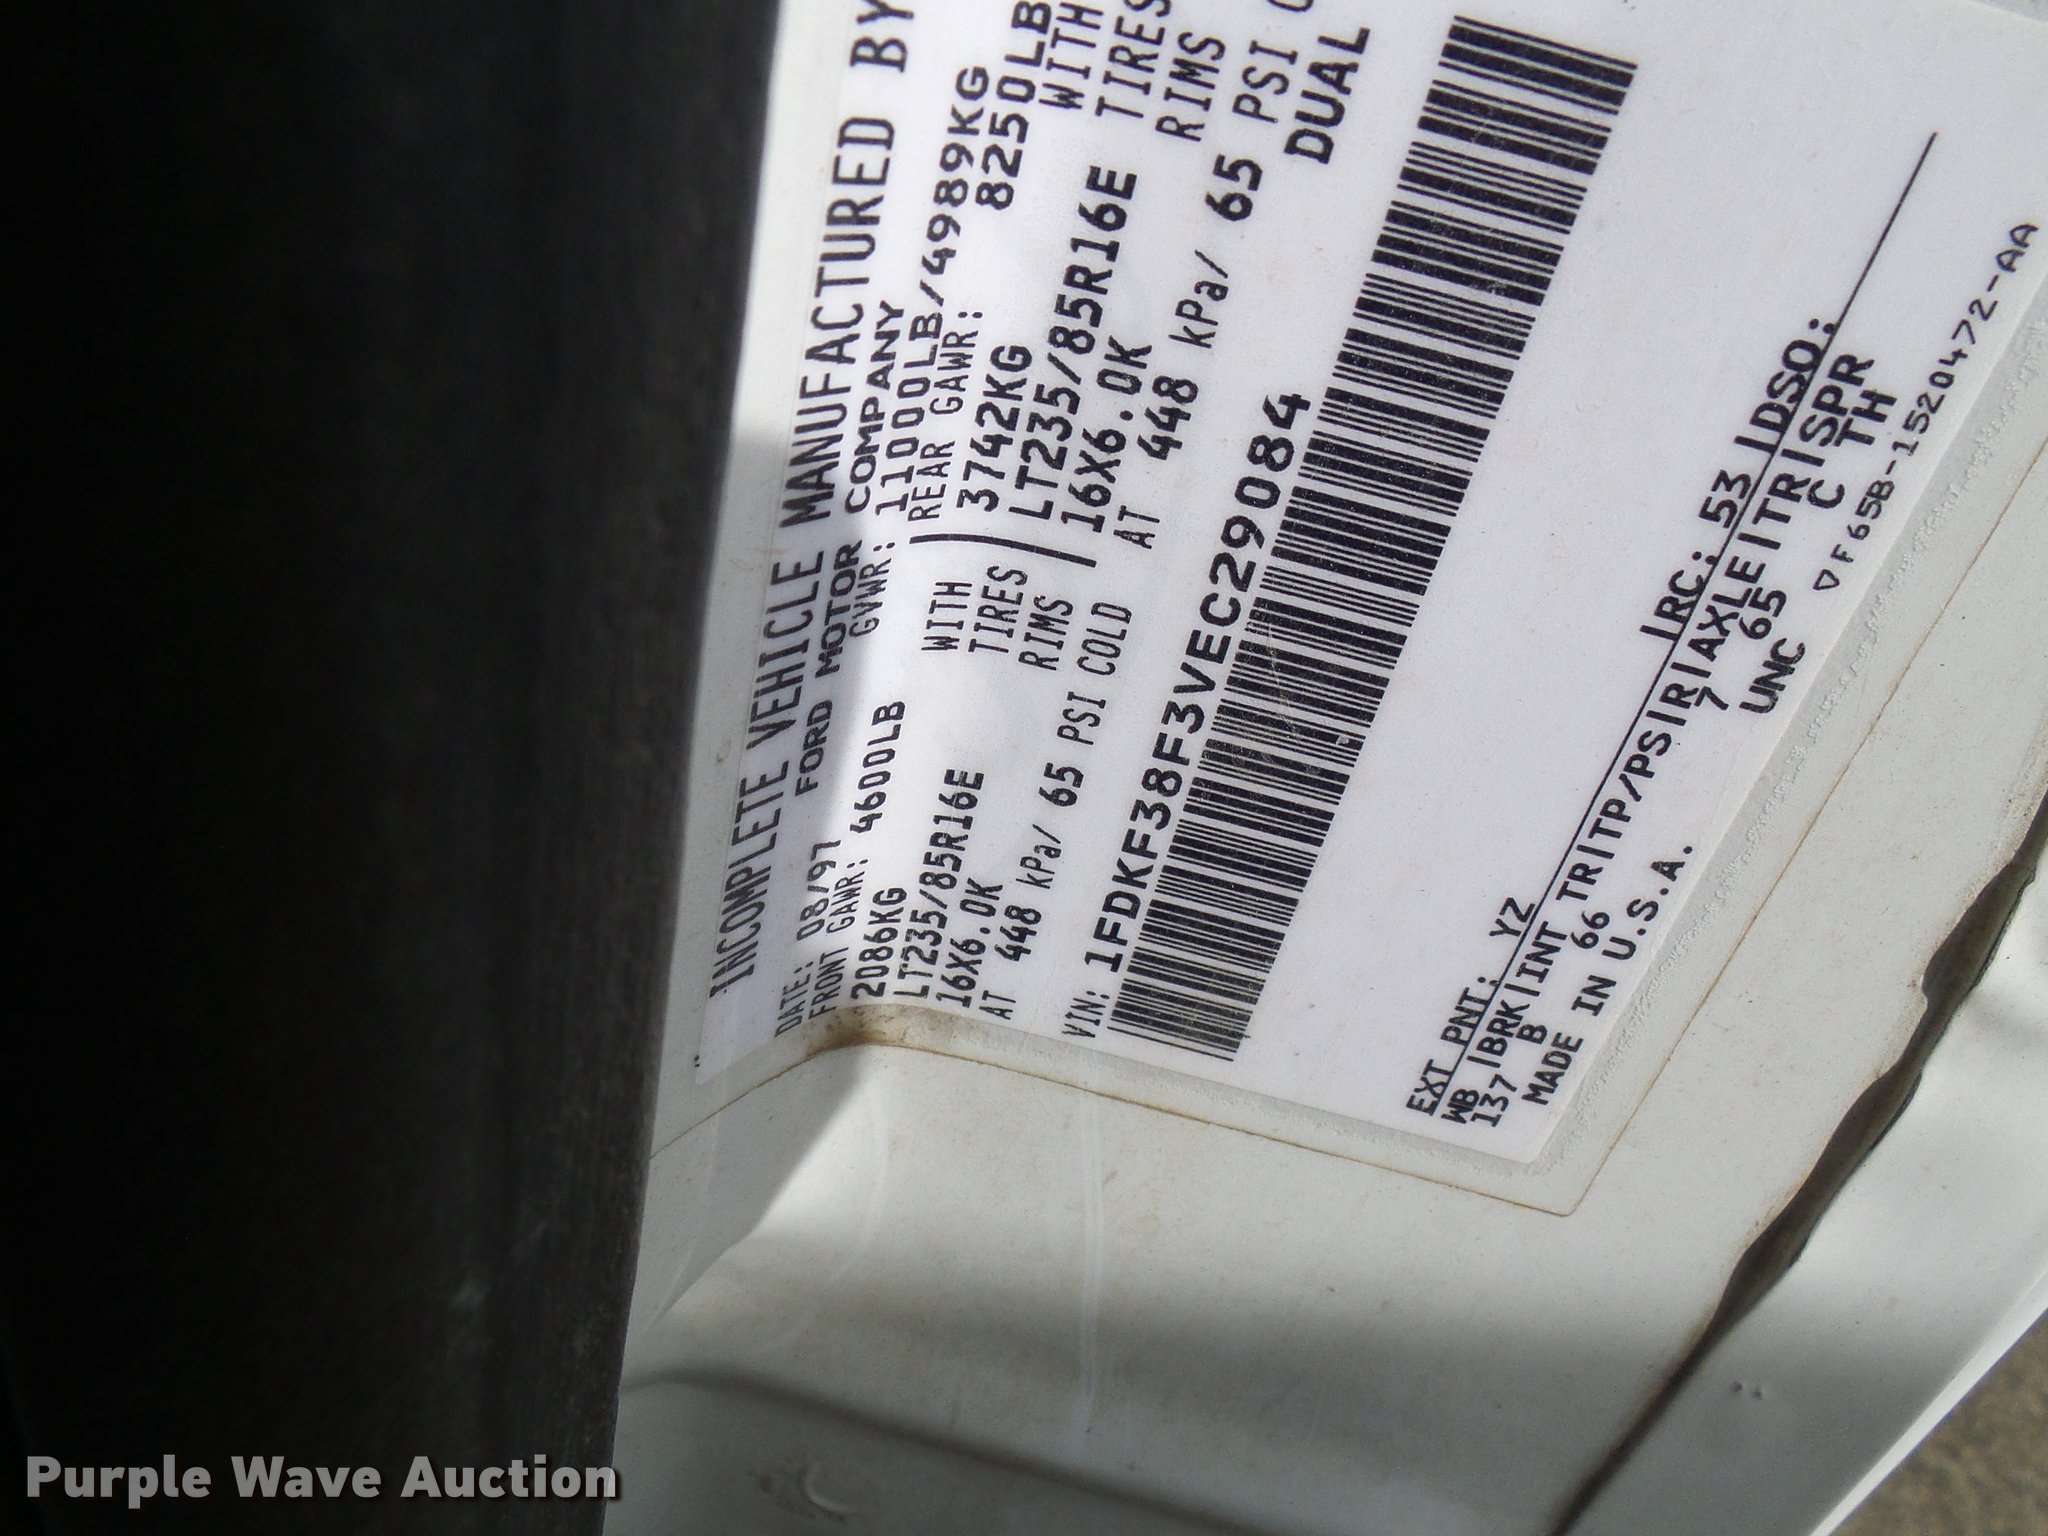 INCOMPLETE VEHICLE MANUFACTURED BY
FORD MOTOR COMPANY
DATE: 08/97 GVWR: 11000LB/4989KG
FRONT GAWR: 4600LB | REAR GAWR: 8250LB
2086KG WITH | 3742KG WITH
LT235/85R16E TIRES | LT235/85R16E TIRES
16X6.0K RIMS | 16X6.0K RIMS
AT 448 kPa/ 65 PSI COLD AT 448 kPa/ 65 PSI
DUAL
VIN: 1FDKF38F3VEC29084
EXT PNT: YZ |RC: 53 |DSO:
WB |BRK|INT TR|TP/PS|R|AXLE|TR|SPR
137 B 66 7 65 C TH
MADE IN U.S.A. UNC
▽F65B-1520472-AA
Purple Wave Auction